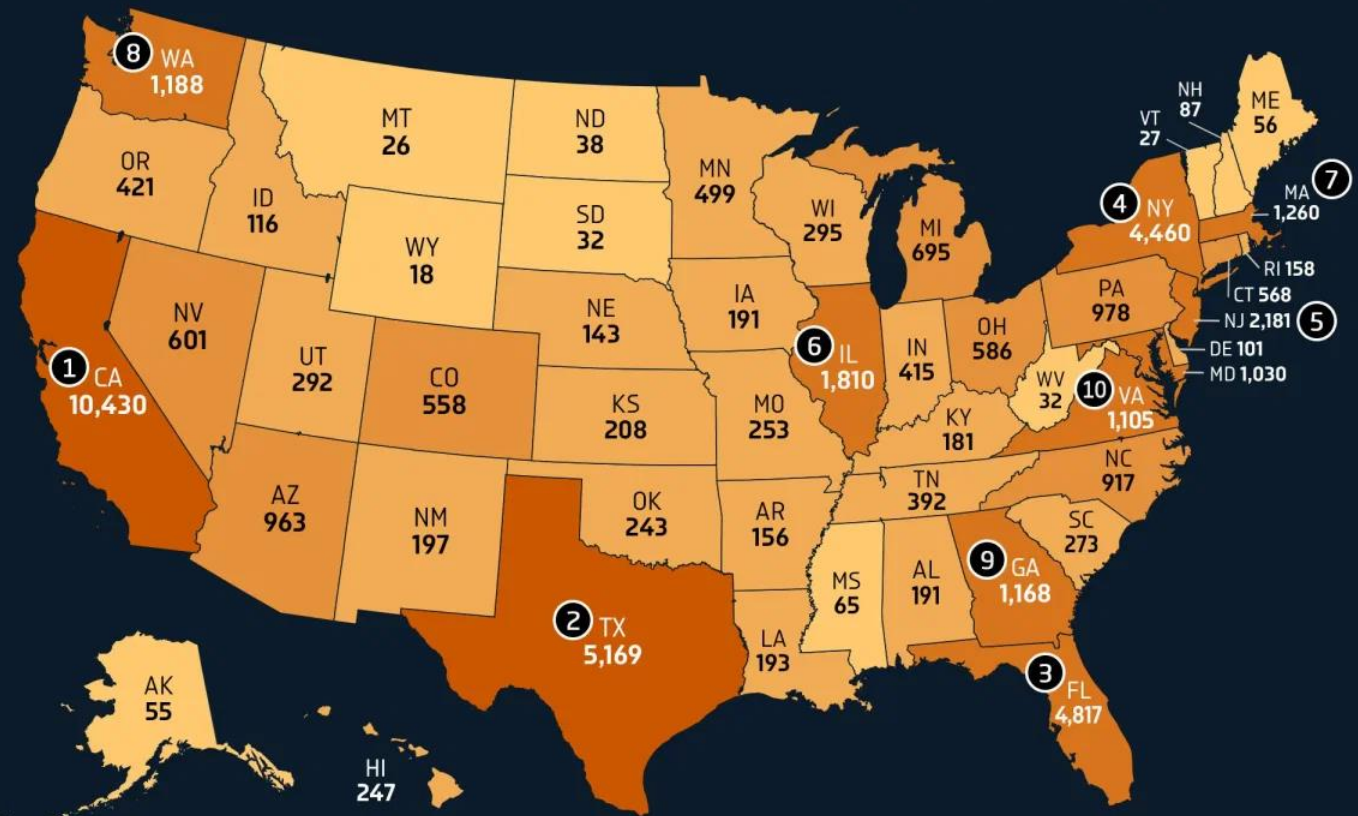 8 WA
1,188
MT
26
ND
38
MN
499
OR
421
ID
116
WY
18
SD
32
WI
295
MI
695
VT
27
NH
87
ME
56
4 NY
4,460
MA 7
1,260
RI 158
CT 568
NJ 2,181 5
DE 101
MD 1,030
PA
978
NV
601
UT
292
CO
558
NE
143
IA
191
6 IL
1,810
IN
415
OH
586
WV
32
10 VA
1,105
1 CA
10,430
KS
208
MO
253
KY
181
NC
917
TN
392
SC
273
AZ
963
NM
197
OK
243
AR
156
MS
65
AL
191
9 GA
1,168
2 TX
5,169
LA
193
3 FL
4,817
AK
55
HI
247